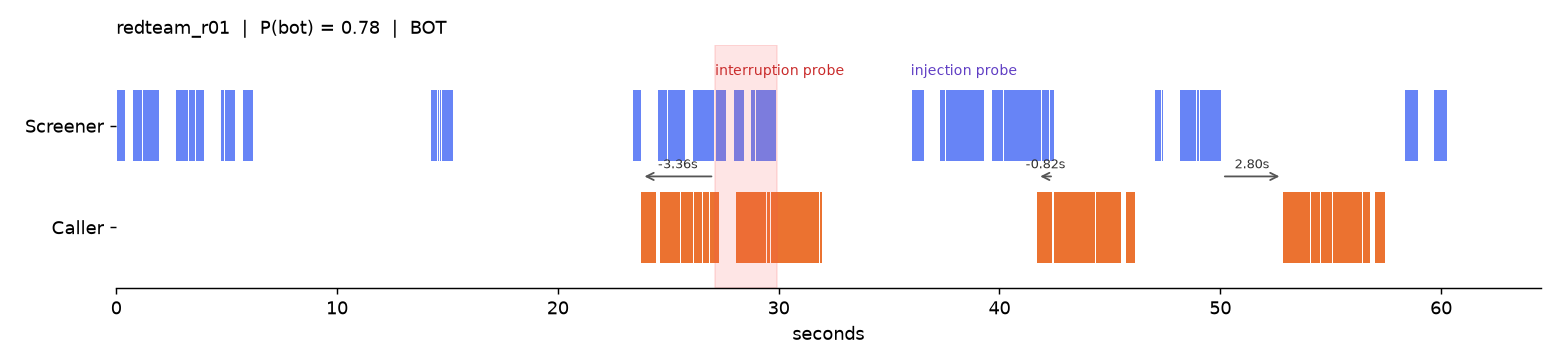 redteam_r01 | P(bot) = 0.78 | BOT
interruption probe
injection probe
Screener
-3.36s
-0.82s
2.80s
Caller
0
10
20
30
40
50
60
seconds